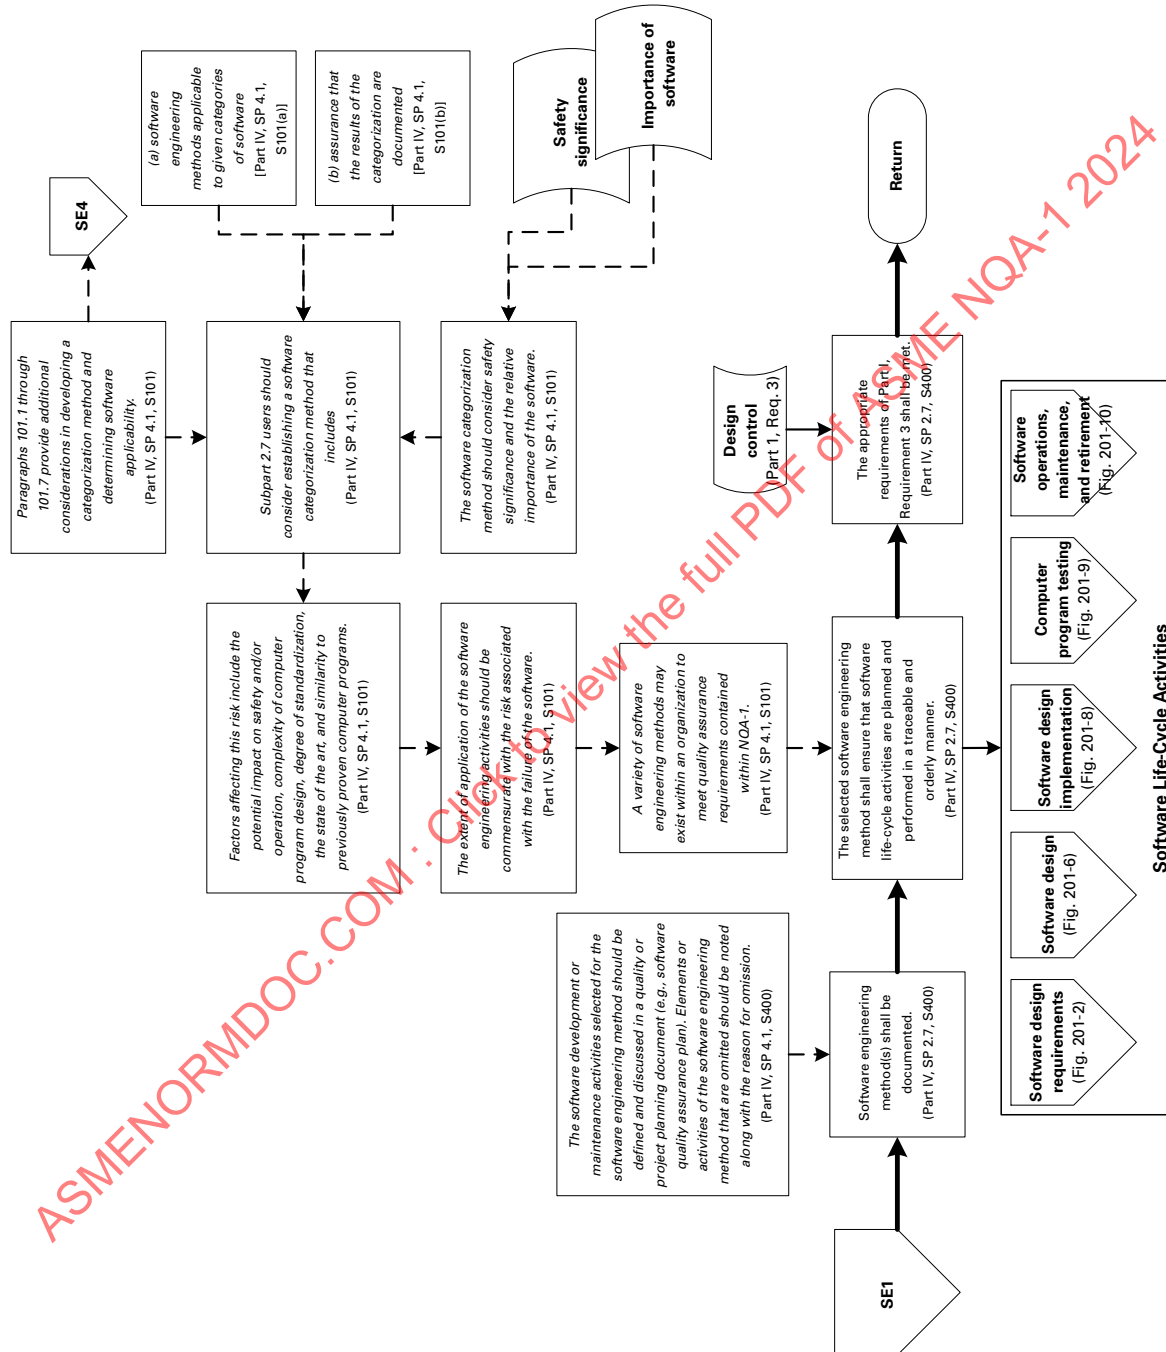 Paragraphs 101.1 through
101.7 provide additional
considerations in developing a
categorization method and
determining software
applicability.
(Part IV, SP 4.1, S101)
SE4
(a) software
engineering
methods applicable
to given categories
of software
[Part IV, SP 4.1,
S101(a)]
(b) assurance that
the results of the
categorization are
documented
[Part IV, SP 4.1,
S101(b)]
Subpart 2.7 users should
consider establishing a software
categorization method that
includes
(Part IV, SP 4.1, S101)
Safety
significance
Importance of
software
The software categorization
method should consider safety
significance and the relative
importance of the software.
(Part IV, SP 4.1, S101)
Factors affecting this risk include the
potential impact on safety and/or
operation, complexity of computer
program design, degree of standardization,
the state of the art, and similarity to
previously proven computer programs.
(Part IV, SP 4.1, S101)
The extent of application of the software
engineering activities should be
commensurate with the risk associated
with the failure of the software.
(Part IV, SP 4.1, S101)
A variety of software
engineering methods may
exist within an organization to
meet quality assurance
requirements contained
within NQA-1.
(Part IV, SP 4.1, S101)
The software development or
maintenance activities selected for the
software engineering method should be
defined and discussed in a quality or
project planning document (e.g., software
quality assurance plan). Elements or
activities of the software engineering
method that are omitted should be noted
along with the reason for omission.
(Part IV, SP 4.1, S400)
SE1
Software engineering
method(s) shall be
documented.
(Part IV, SP 2.7, S400)
The selected software engineering
method shall ensure that software
life-cycle activities are planned and
performed in a traceable and
orderly manner.
(Part IV, SP 2.7, S400)
Design
control
(Part 1, Req. 3)
The appropriate
requirements of Part I,
Requirement 3 shall be met.
(Part IV, SP 2.7, S400)
Return
Software design
requirements
(Fig. 201-2)
Software design
(Fig. 201-6)
Software design
implementation
(Fig. 201-8)
Computer
program testing
(Fig. 201-9)
Software
operations,
maintenance,
and retirement
(Fig. 201-10)
Software Life-Cycle Activities
ASMENORMDOC.COM : Click to view the full PDF of ASME NQA-1 2024